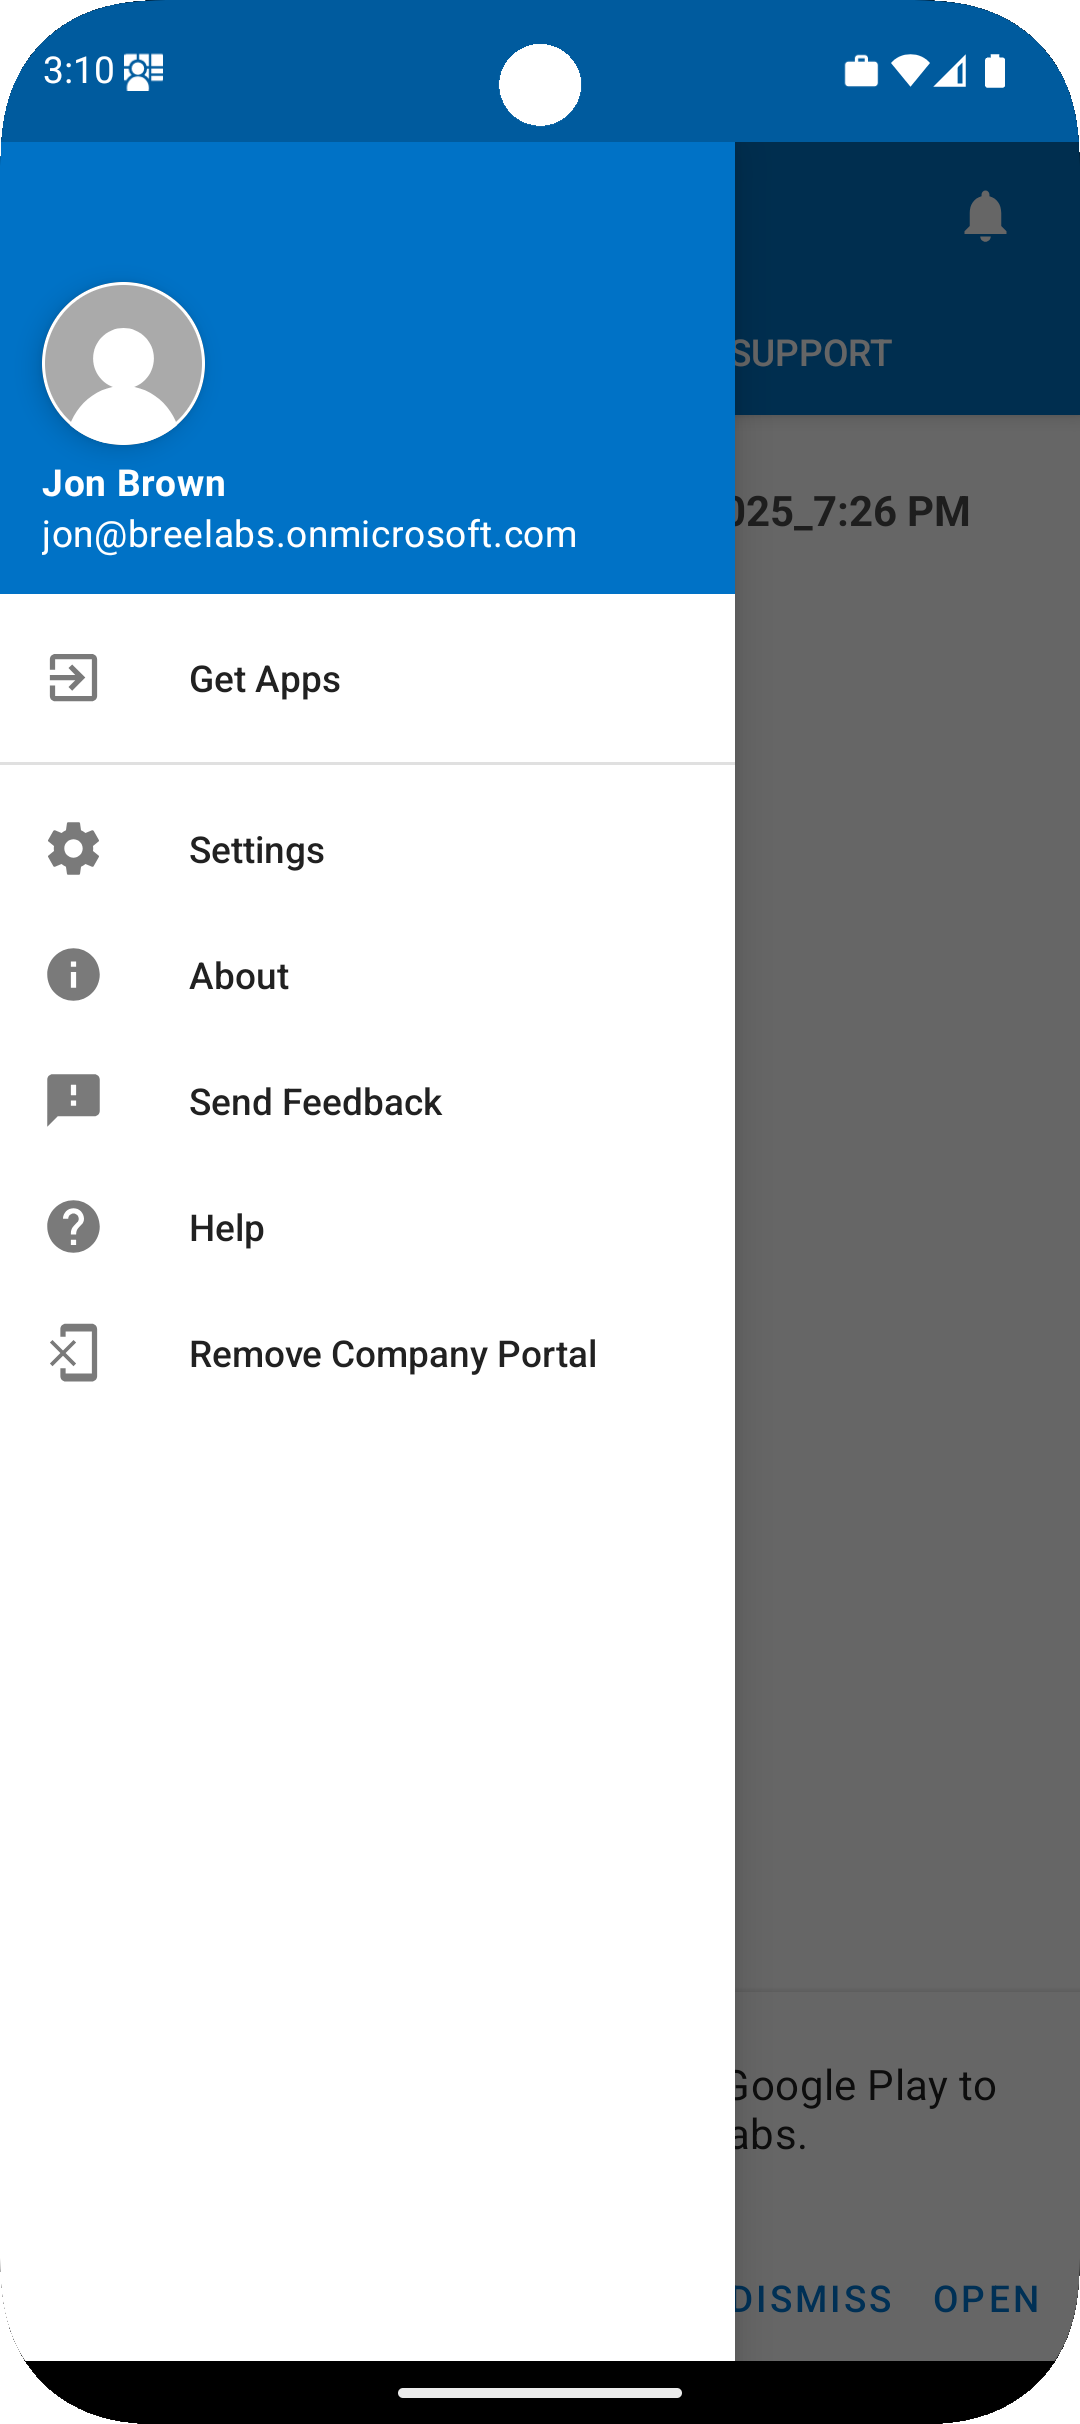 3:10
SUPPORT
025_7:26 PM
Jon Brown
jon@breelabs.onmicrosoft.com
Get Apps
Settings
About
Send Feedback
Help
Remove Company Portal
Google Play to
abs.
DISMISS OPEN